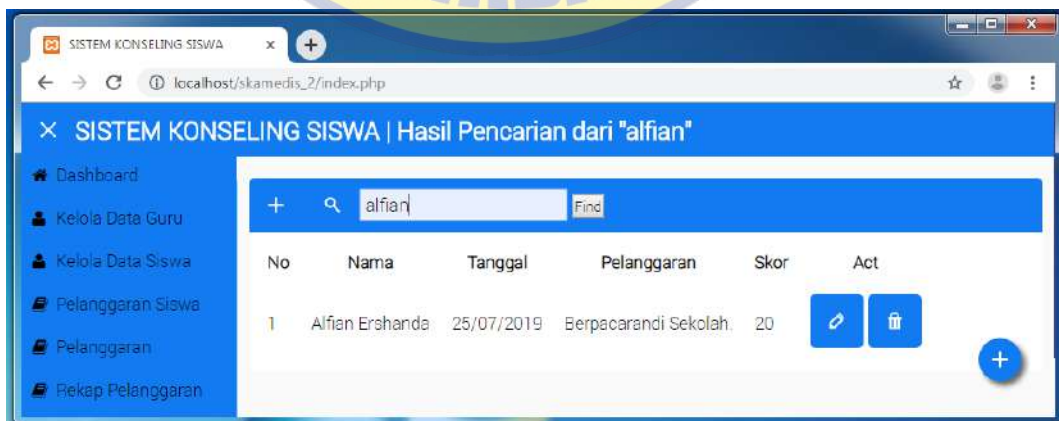 SISTEM KONSELING SISWA
localhost/skamedis_2/index.php
SISTEM KONSELING SISWA | Hasil Pencarian dari "alfian"
Dashboard
Kelola Data Guru
Kelola Data Siswa
Pelanggaran Siswa
Pelanggaran
Rekap Pelanggaran
alfian Find
No Nama Tanggal Pelanggaran Skor Act
1 Alfian Ershanda 25/07/2019 Berpacarandi Sekolah. 20